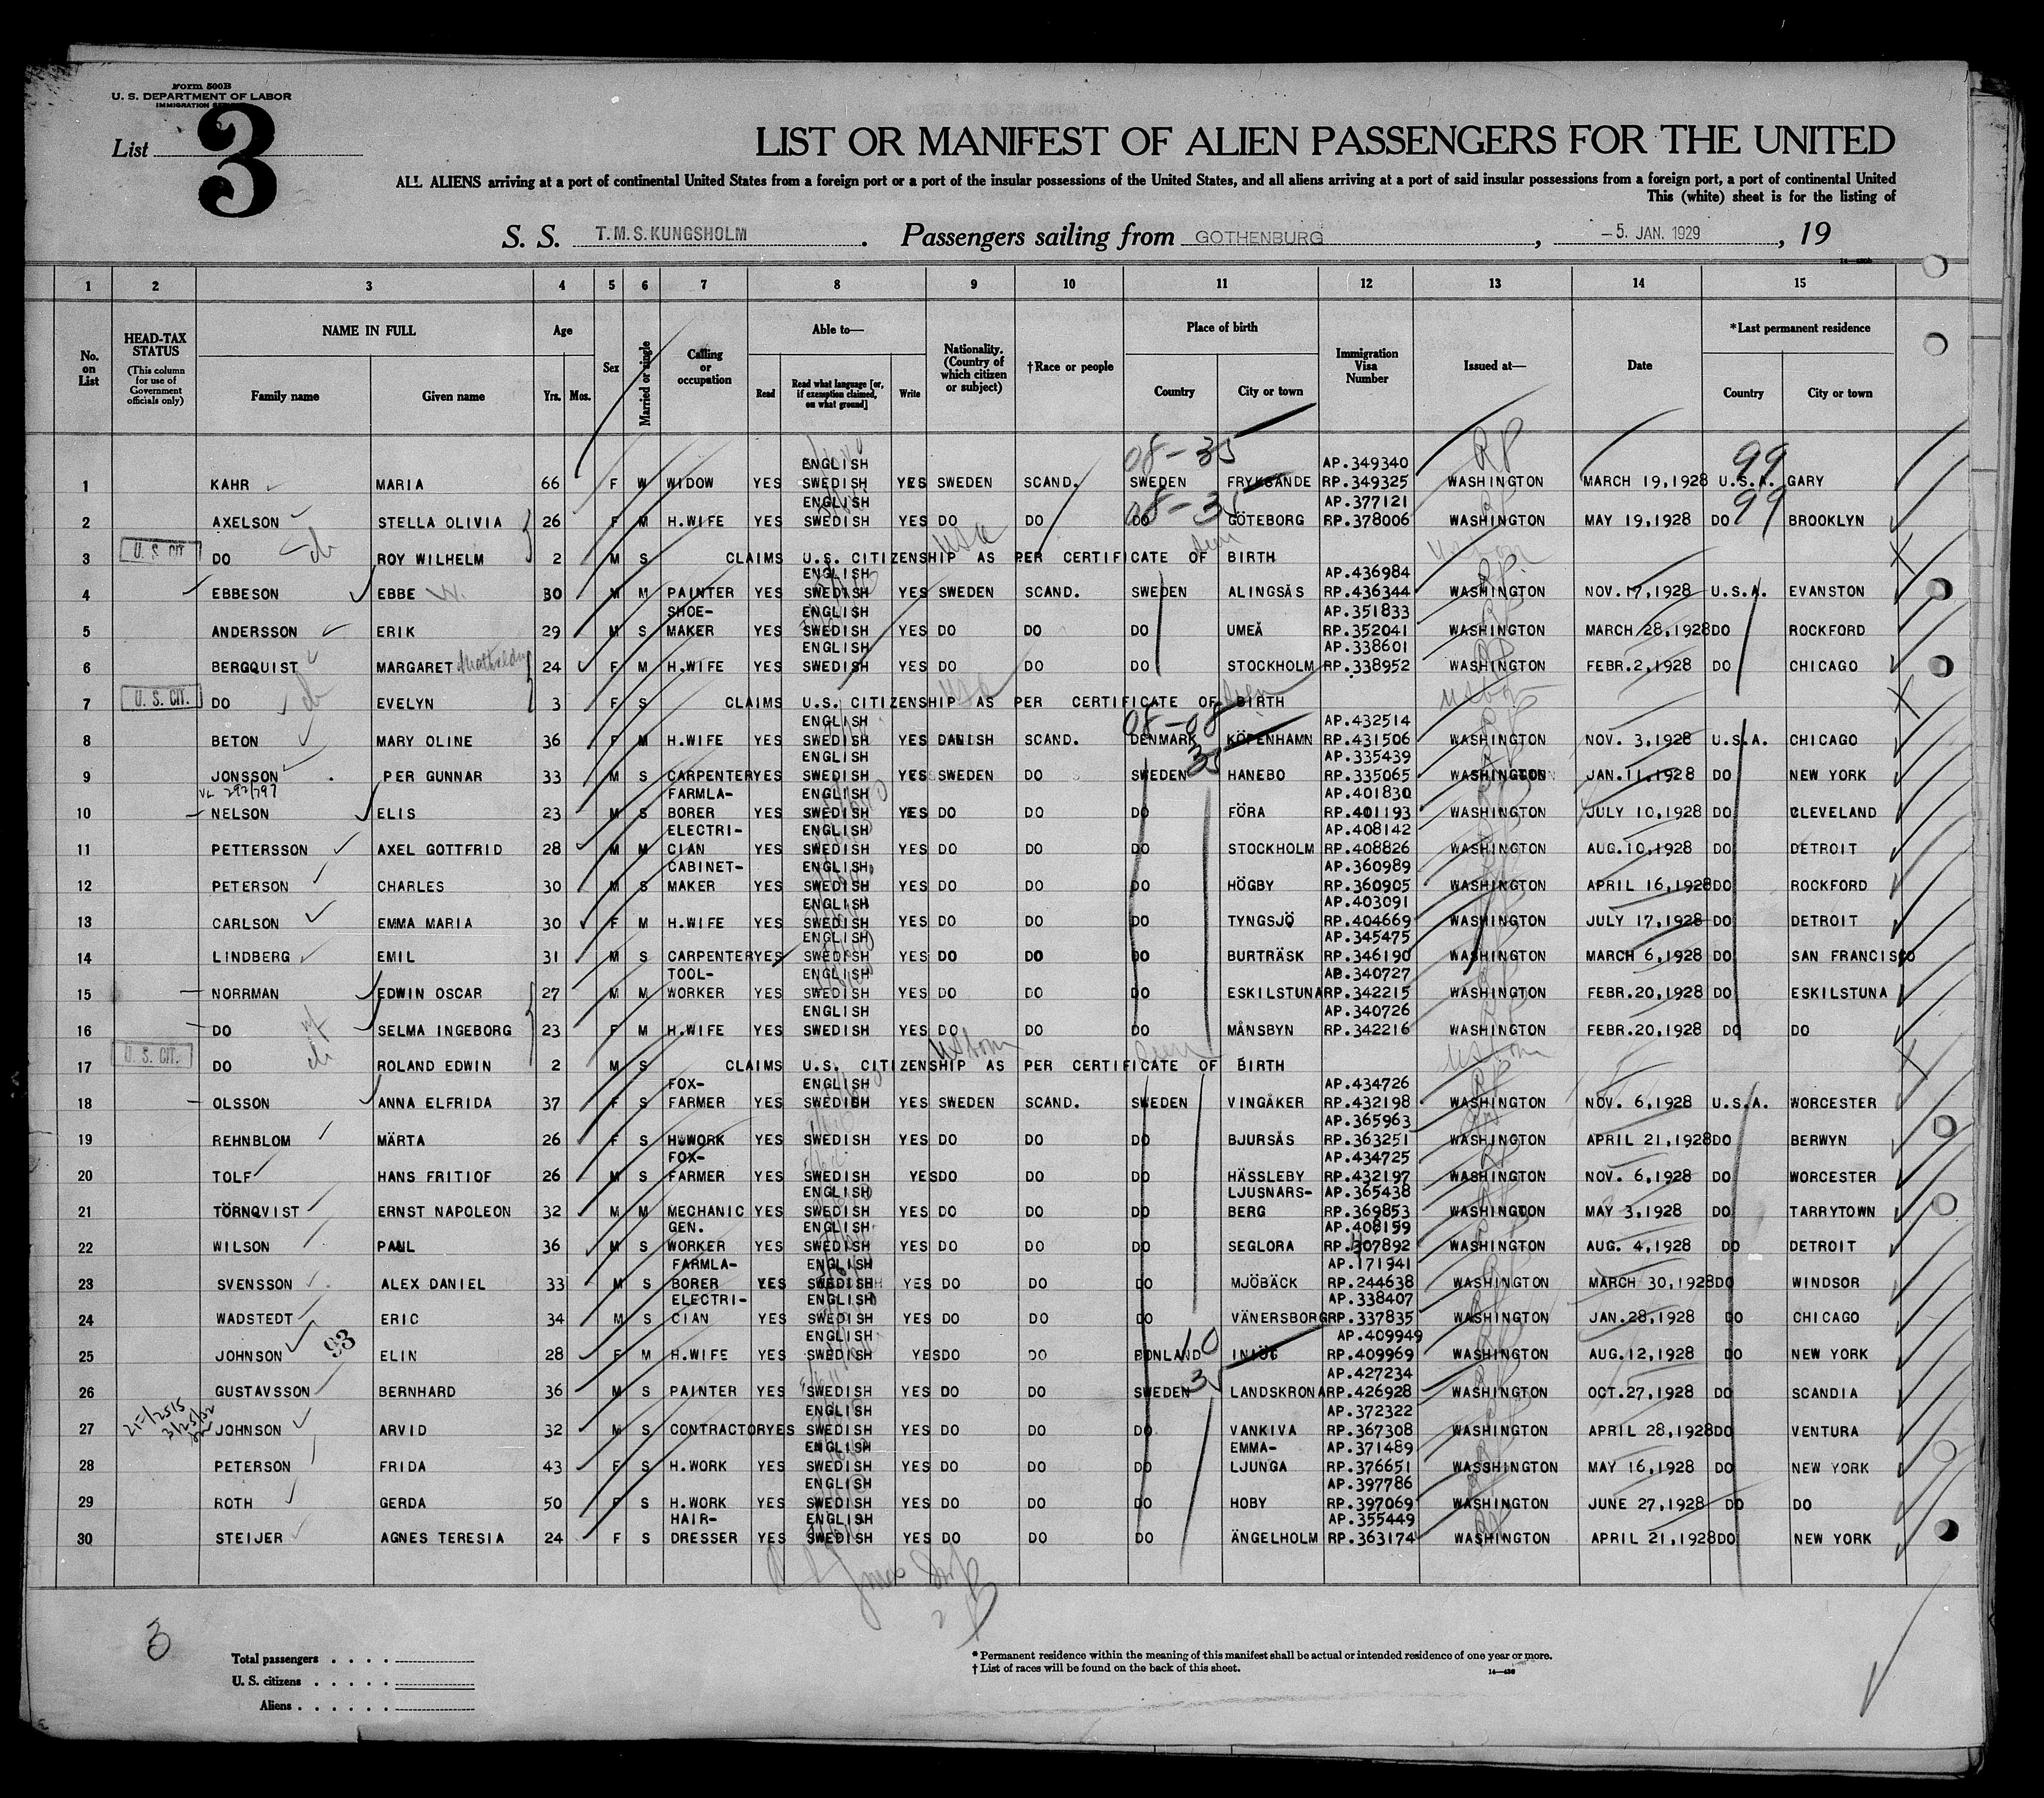 Form 500B
U. S. DEPARTMENT OF LABOR
IMMIGRATION
List 3
LIST OR MANIFEST OF ALIEN PASSENGERS FOR THE UNITED
ALL ALIENS arriving at a port of continental United States from a foreign port or a port of the insular possessions of the United States, and all aliens arriving at a port of said insular possessions from a foreign port, a port of continental United
This (white) sheet is for the listing of
S. S. T.M.S.KUNGSHOLM . Passengers sailing from GOTHENBURG , -5. JAN. 1929 , 19
1 2 3 4 5 6 7 8 9 10 11 12 13 14 15
No. on List
HEAD-TAX STATUS (This column for use of Government officials only)
NAME IN FULL
Family name Given name
Age
Yrs. Mos.
Sex
Married or single
Calling or occupation
Able to—
Read Read what language [or, if exemption claimed, on what ground] Write
Nationality. (Country of which citizen or subject)
†Race or people
Place of birth
Country City or town
Immigration Visa Number
Issued at—
Date
*Last permanent residence
Country City or town
08-35 RP 99
ENGLISH AP.349340
1 KAHR MARIA 66 F W WIDOW YES SWEDISH YES SWEDEN SCAND. SWEDEN FRYKSÄNDE RP.349325 WASHINGTON MARCH 19,1928 U.S.A. GARY
ENGLISH 08-35 AP.377121 99
2 AXELSON STELLA OLIVIA 26 F M H.WIFE YES SWEDISH YES DO DO DO GÖTEBORG RP.378006 WASHINGTON MAY 19,1928 DO BROOKLYN
U. S. CIT
3 DO ROY WILHELM 2 M S CLAIMS U.S. CITIZENSHIP AS PER CERTIFICATE OF BIRTH
ENGLISH AP.436984
4 EBBESON EBBE W. 30 M M PAINTER YES SWEDISH YES SWEDEN SCAND. SWEDEN ALINGSÅS RP.436344 WASHINGTON NOV.17,1928 U.S.A. EVANSTON
SHOE- ENGLISH AP.351833
5 ANDERSSON ERIK 29 M S MAKER YES SWEDISH YES DO DO DO UMEÅ RP.352041 WASHINGTON MARCH 28,1928 DO ROCKFORD
ENGLISH AP.338601
6 BERGQUIST MARGARET 24 F M H.WIFE YES SWEDISH YES DO DO DO STOCKHOLM RP.338952 WASHINGTON FEBR.2,1928 DO CHICAGO
U. S. CIT.
7 DO EVELYN 3 F S CLAIMS U.S. CITIZENSHIP AS PER CERTIFICATE OF BIRTH
ENGLISH 08-08 AP.432514
8 BETON MARY OLINE 36 F M H.WIFE YES SWEDISH YES DANISH SCAND. DENMARK KÖPENHAMN RP.431506 WASHINGTON NOV. 3,1928 U.S.A. CHICAGO
ENGLISH 35 AP.335439
9 JONSSON PER GUNNAR 33 M S CARPENTER YES SWEDISH YES SWEDEN DO SWEDEN HANEBO RP.335065 WASHINGTON JAN.11,1928 DO NEW YORK
VL 292/797 FARMLA- ENGLISH AP.401830
10 NELSON ELIS 23 M S BORER YES SWEDISH YES DO DO DO FÖRA RP.401193 WASHINGTON JULY 10,1928 DO CLEVELAND
ELECTRI- ENGLISH AP.408142
11 PETTERSSON AXEL GOTTFRID 28 M M CIAN YES SWEDISH YES DO DO DO STOCKHOLM RP.408826 WASHINGTON AUG.10,1928 DO DETROIT
CABINET- ENGLISH AP.360989
12 PETERSON CHARLES 30 M S MAKER YES SWEDISH YES DO DO DO HÖGBY RP.360905 WASHINGTON APRIL 16,1928 DO ROCKFORD
ENGLISH AP.403091
13 CARLSON EMMA MARIA 30 F M H.WIFE YES SWEDISH YES DO DO DO TYNGSJÖ RP.404669 WASHINGTON JULY 17,1928 DO DETROIT
ENGLISH AP.345475
14 LINDBERG EMIL 31 M S CARPENTER YES SWEDISH YES DO DO DO BURTRÄSK RP.346190 WASHINGTON MARCH 6,1928 DO SAN FRANCISCO
TOOL- ENGLISH AP.340727
15 NORRMAN EDWIN OSCAR 27 M M WORKER YES SWEDISH YES DO DO DO ESKILSTUNA RP.342215 WASHINGTON FEBR.20,1928 DO ESKILSTUNA
ENGLISH AP.340726
16 DO SELMA INGEBORG 23 F M H.WIFE YES SWEDISH YES DO DO DO MÅNSBYN RP.342216 WASHINGTON FEBR.20,1928 DO DO
U. S. CIT.
17 DO ROLAND EDWIN 2 M S CLAIMS U.S. CITIZENSHIP AS PER CERTIFICATE OF BIRTH
FOX- ENGLISH AP.434726
18 OLSSON ANNA ELFRIDA 37 F S FARMER YES SWEDISH YES SWEDEN SCAND. SWEDEN VINGÅKER RP.432198 WASHINGTON NOV. 6,1928 U.S.A. WORCESTER
AP.365963
19 REHNBLOM MÄRTA 26 F S H.WORK YES SWEDISH YES DO DO DO BJURSÅS RP.363251 WASHINGTON APRIL 21,1928 DO BERWYN
FOX- AP.434725
20 TOLF HANS FRITIOF 26 M S FARMER YES SWEDISH YES DO DO DO HÄSSLEBY RP.432197 WASHINGTON NOV. 6,1928 DO WORCESTER
ENGLISH LJUSNARS- AP.365438
21 TÖRNQVIST ERNST NAPOLEON 32 M M MECHANIC YES SWEDISH YES DO DO DO BERG RP.369853 WASHINGTON MAY 3,1928 DO TARRYTOWN
GEN. ENGLISH AP.408159
22 WILSON PAUL 36 M S WORKER YES SWEDISH YES DO DO DO SEGLORA RP.307892 WASHINGTON AUG. 4,1928 DO DETROIT
FARMLA- ENGLISH AP.171941
23 SVENSSON ALEX DANIEL 33 M S BORER YES SWEDISH YES DO DO DO MJÖBÄCK RP.244638 WASHINGTON MARCH 30,1928 DO WINDSOR
ELECTRI- ENGLISH AP.338407
24 WADSTEDT ERIC 34 M S CIAN YES SWEDISH YES DO DO DO VÄNERSBORG RP.337835 WASHINGTON JAN.28,1928 DO CHICAGO
93 ENGLISH 10 AP.409949
25 JOHNSON ELIN 28 F M H.WIFE YES SWEDISH YES DO DO RP.409969 WASHINGTON AUG.12,1928 DO NEW YORK
35 AP.427234
26 GUSTAVSSON BERNHARD 36 M S PAINTER YES SWEDISH YES DO DO SWEDEN LANDSKRONA RP.426928 WASHINGTON OCT.27,1928 DO SCANDIA
ENGLISH AP.372322
27 JOHNSON ARVID 32 M S CONTRACTOR YES SWEDISH YES DO DO DO VANKIVA RP.367308 WASHINGTON APRIL 28,1928 DO VENTURA
ENGLISH EMMA- AP.371489
28 PETERSON FRIDA 43 F S H.WORK YES SWEDISH YES DO DO DO LJUNGA RP.376651 WASSHINGTON MAY 16,1928 DO NEW YORK
ENGLISH AP.397786
29 ROTH GERDA 50 F S H.WORK YES SWEDISH YES DO DO DO HOBY RP.397069 WASHINGTON JUNE 27,1928 DO DO
HAIR- ENGLISH AP.355449
30 STEIJER AGNES TERESIA 24 F S DRESSER YES SWEDISH YES DO DO DO ÄNGELHOLM RP.363174 WASHINGTON APRIL 21,1928 DO NEW YORK
3
Total passengers . . . .
U. S. citizens . . . . .
Aliens . . . . . .
* Permanent residence within the meaning of this manifest shall be actual or intended residence of one year or more.
† List of races will be found on the back of this sheet.